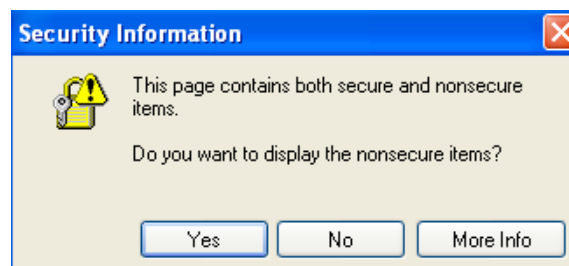 Security Information
This page contains both secure and nonsecure
items.
Do you want to display the nonsecure items?
Yes No More Info